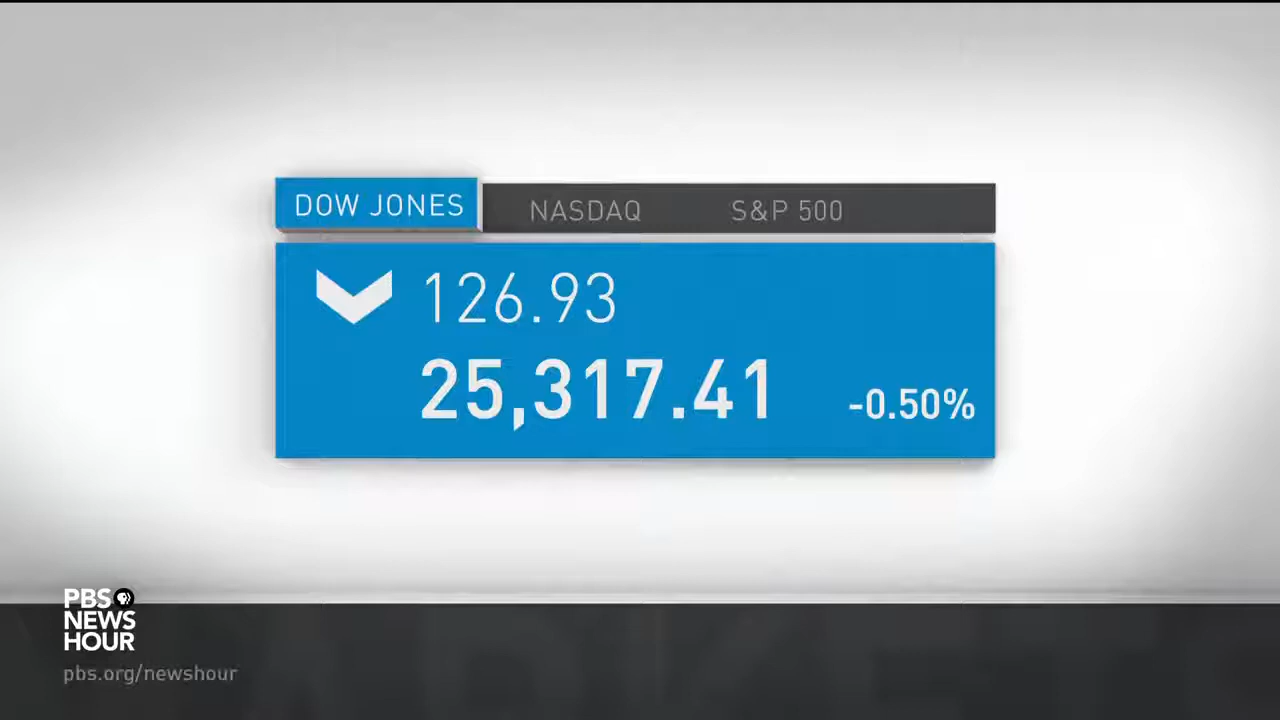 DOW JONES NASDAQ S&P 500
126.93
25,317.41 -0.50%
PBS
NEWS
HOUR
pbs.org/newshour